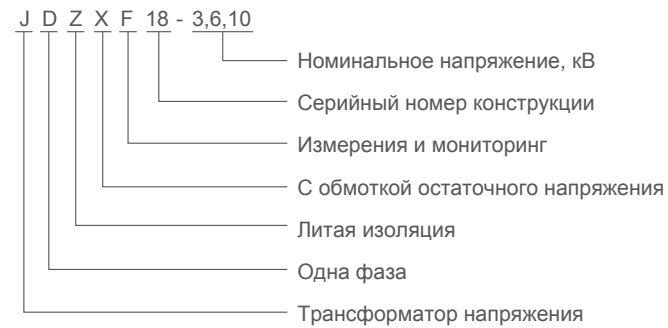 J D Z X F 18 - 3,6,10
Номинальное напряжение, кВ
Серийный номер конструкции
Измерения и мониторинг
С обмоткой остаточного напряжения
Литая изоляция
Одна фаза
Трансформатор напряжения